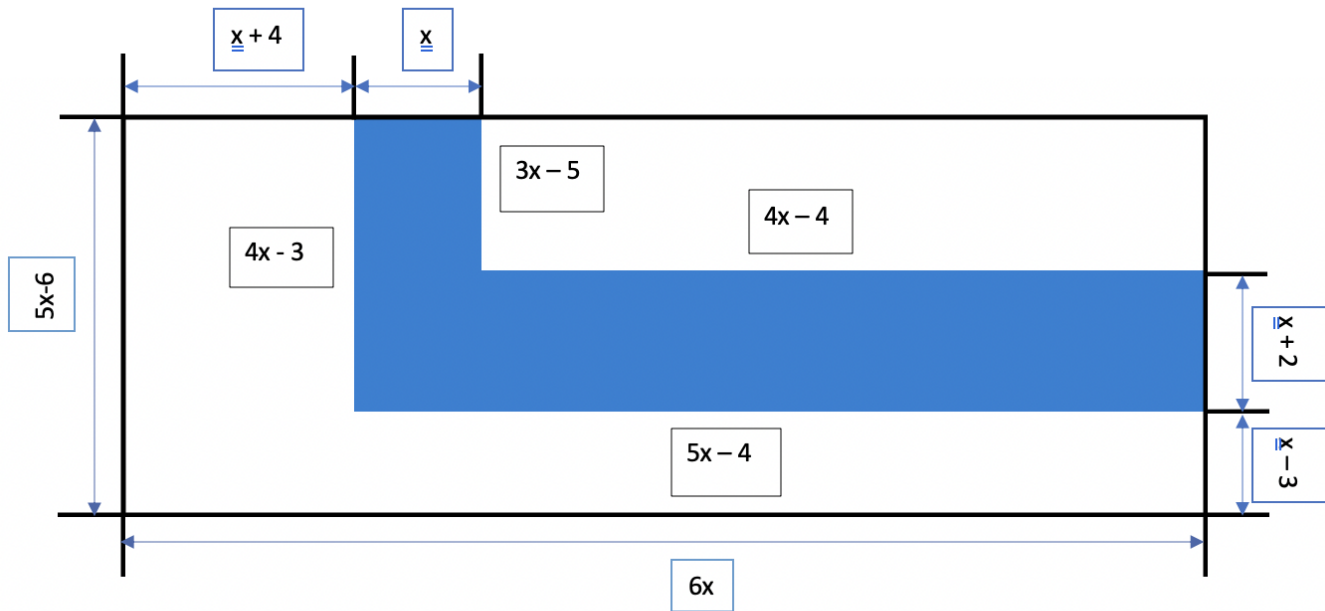 x + 4
x
3x – 5
4x – 4
4x - 3
5x-6
x + 2
5x – 4
x – 3
6x